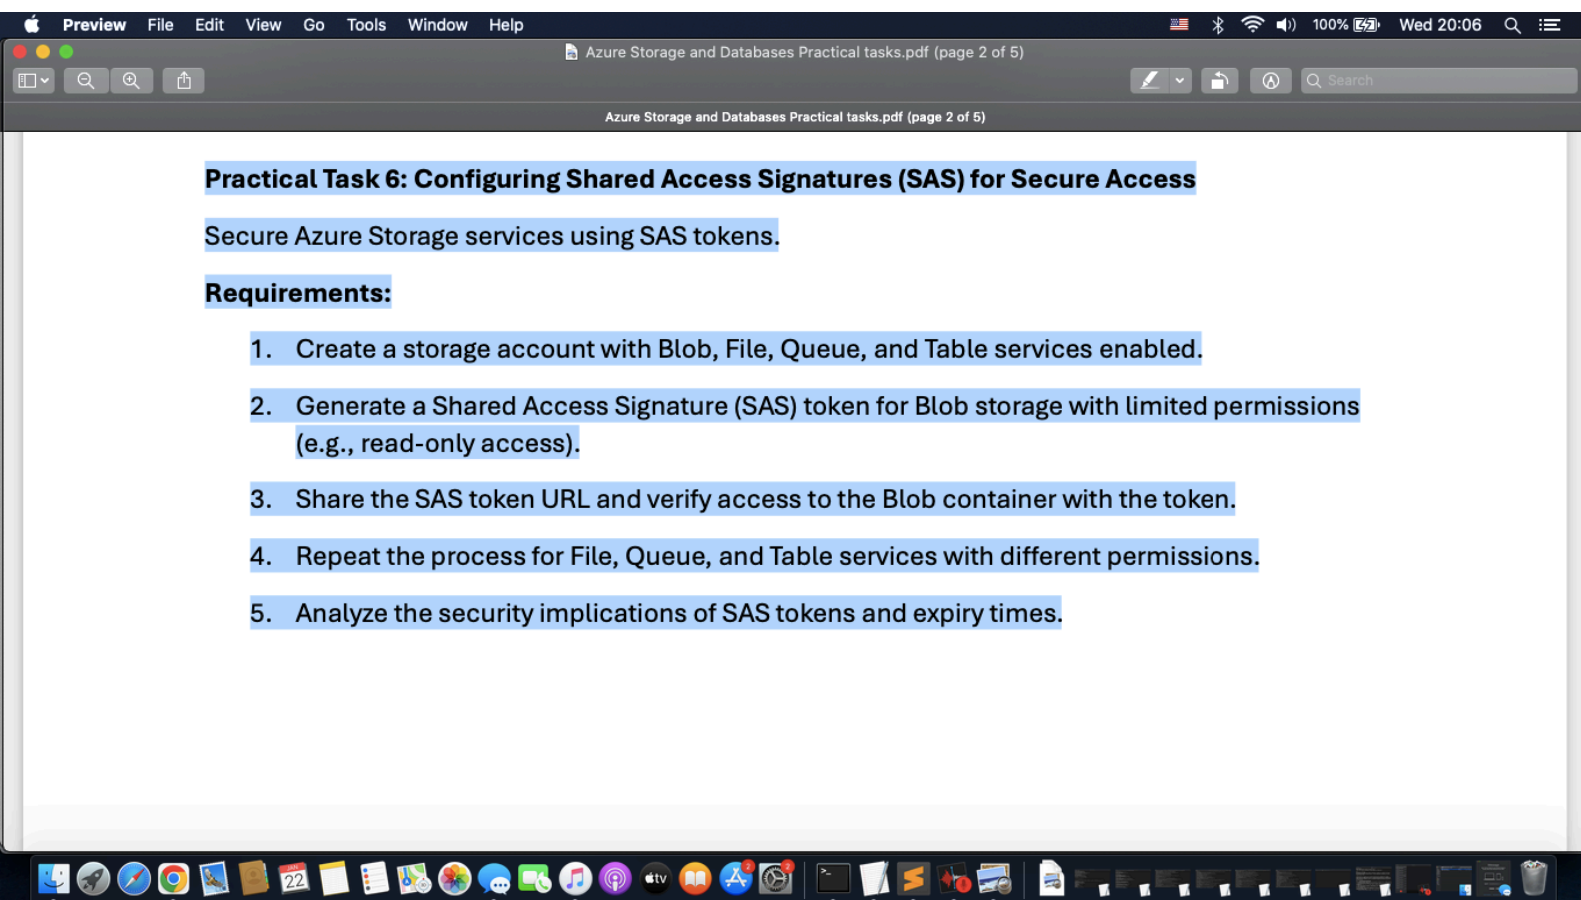 Preview File Edit View Go Tools Window Help 100% Wed 20:06
Azure Storage and Databases Practical tasks.pdf (page 2 of 5)
Search
Azure Storage and Databases Practical tasks.pdf (page 2 of 5)
Practical Task 6: Configuring Shared Access Signatures (SAS) for Secure Access
Secure Azure Storage services using SAS tokens.
Requirements:
1. Create a storage account with Blob, File, Queue, and Table services enabled.
2. Generate a Shared Access Signature (SAS) token for Blob storage with limited permissions
(e.g., read-only access).
3. Share the SAS token URL and verify access to the Blob container with the token.
4. Repeat the process for File, Queue, and Table services with different permissions.
5. Analyze the security implications of SAS tokens and expiry times.
JAN
22
tv
2
2